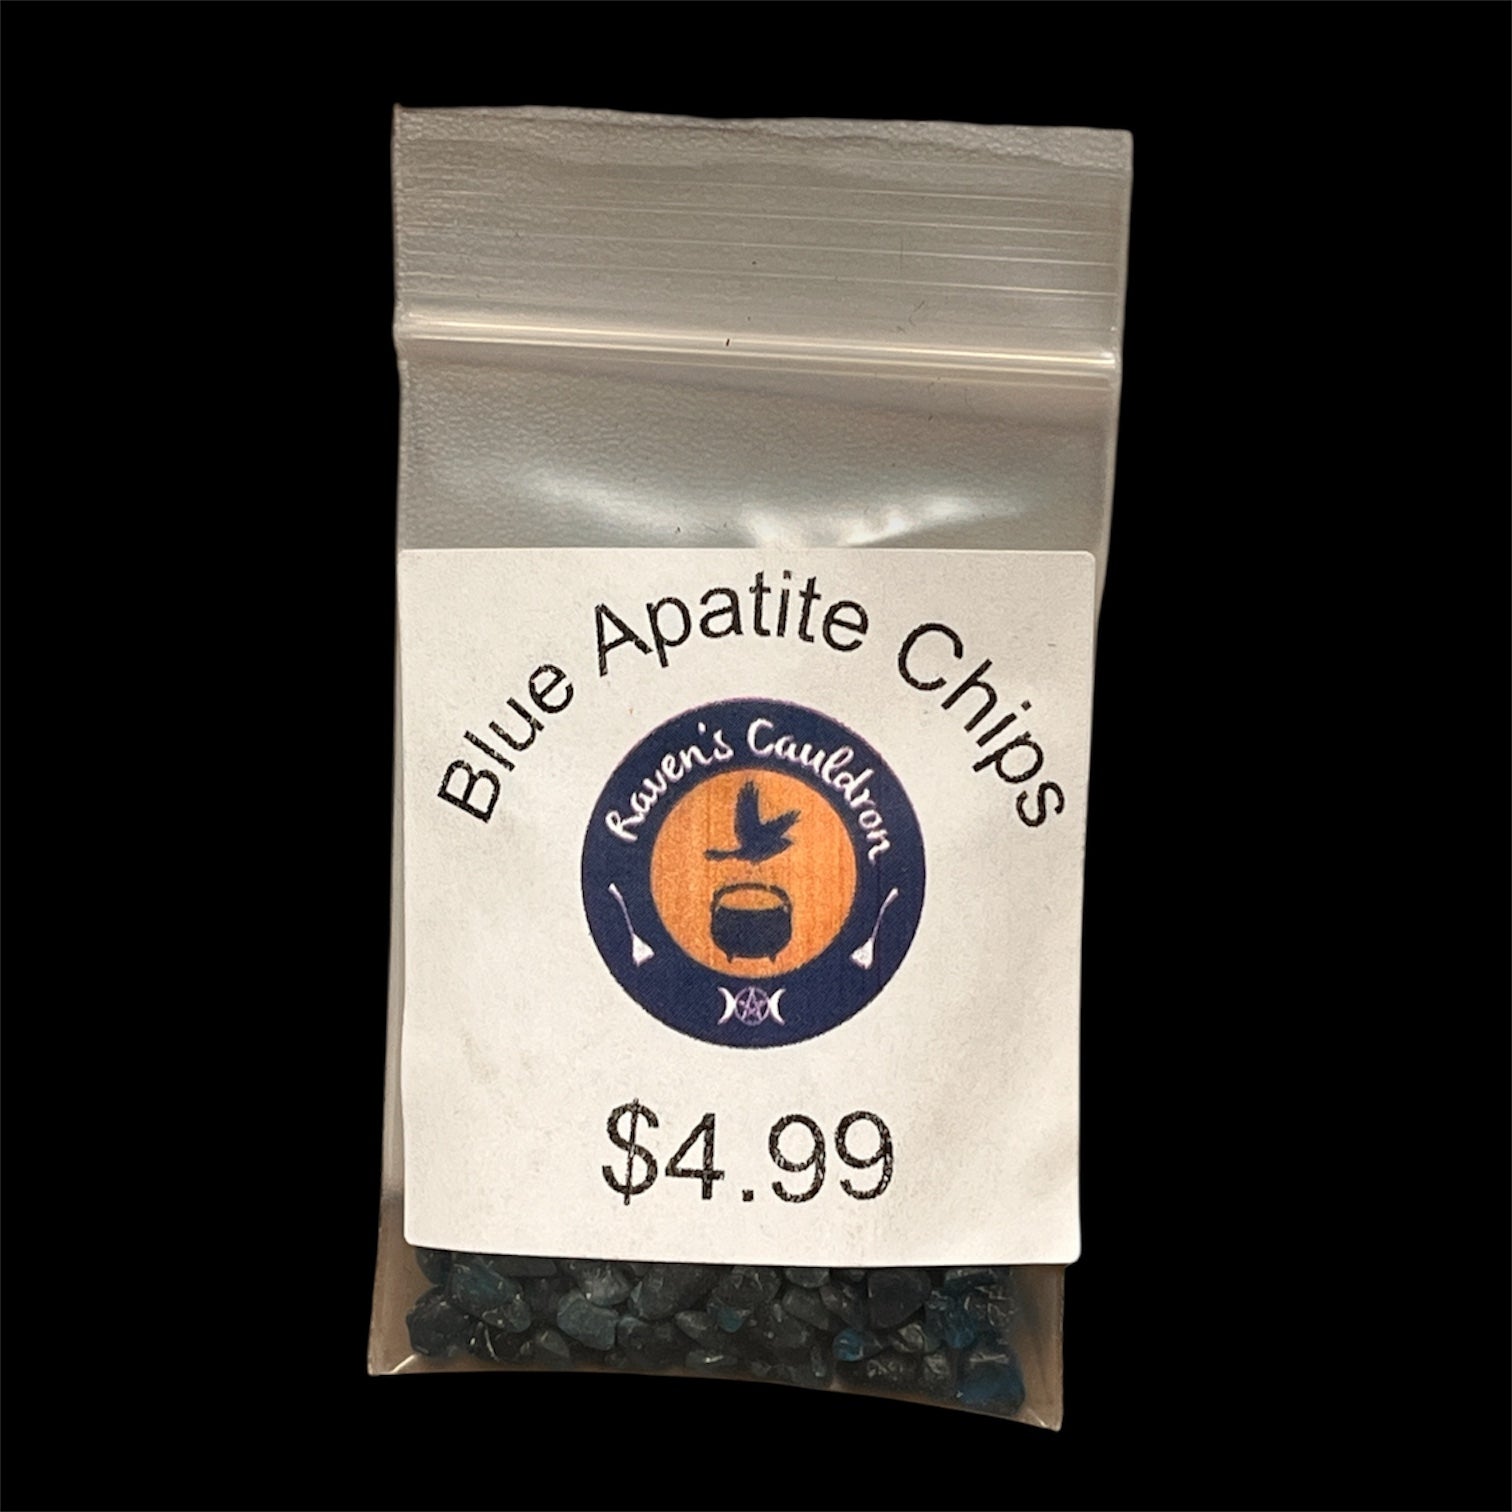 Blue Apatite Chips
Raven's Cauldron
$4.99